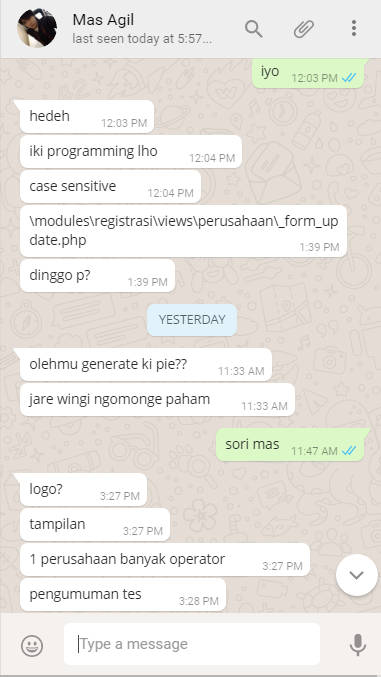 Mas Agil
last seen today at 5:57...
iyo
12:03 PM
hedeh
12:03 PM
iki programming lho
12:04 PM
case sensitive
12:04 PM
\modules\registrasi\views\perusahaan\_form_up
date.php
1:39 PM
dinggo p?
1:39 PM
YESTERDAY
olehmu generate ki pie??
11:33 AM
jare wingi ngomonge paham
11:33 AM
sori mas
11:47 AM
logo?
3:27 PM
tampilan
3:27 PM
1 perusahaan banyak operator
3:27 PM
pengumuman tes
3:28 PM
Type a message